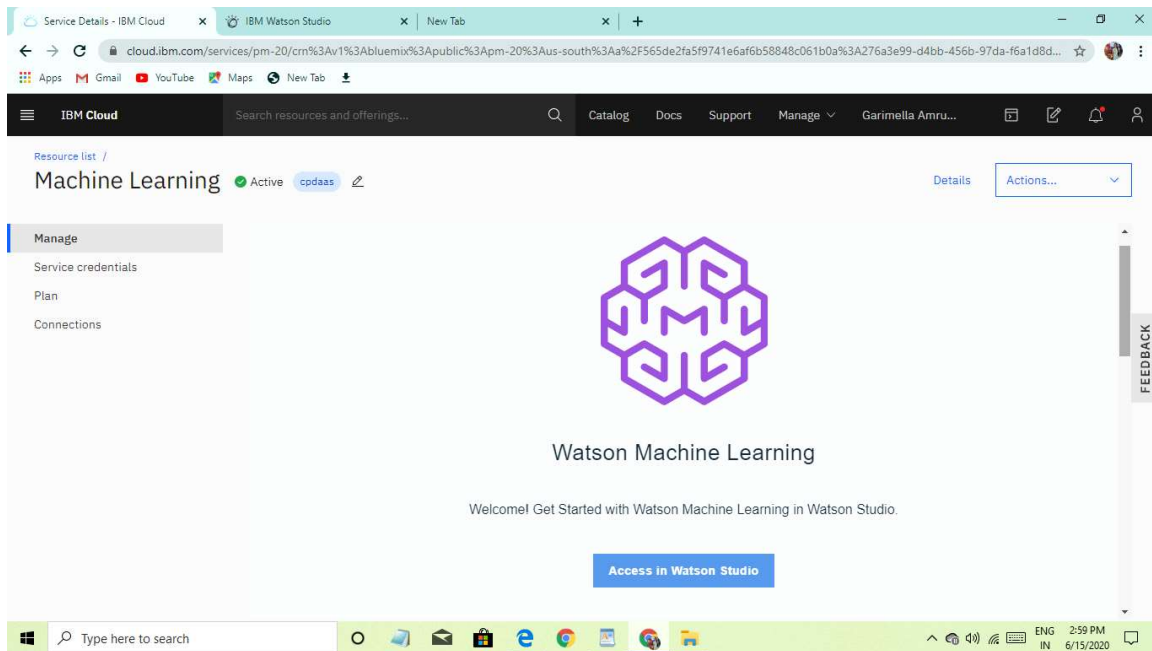 Service Details - IBM Cloud
IBM Watson Studio
New Tab
cloud.ibm.com/services/pm-20/crn%3Av1%3Abluemix%3Apublic%3Apm-20%3Aus-south%3Aa%2F565de2fa5f9741e6af6b58848c061b0a%3A276a3e99-d4bb-456b-97da-f6a1d8d...
Apps Gmail YouTube Maps New Tab
IBM Cloud Search resources and offerings... Catalog Docs Support Manage Garimella Amru...
Resource list /
Machine Learning Active cpdaas Details Actions...
Manage
Service credentials
Plan
Connections
FEEDBACK
Watson Machine Learning
Welcome! Get Started with Watson Machine Learning in Watson Studio.
Access in Watson Studio
Type here to search
ENG 2:59 PM
IN 6/15/2020